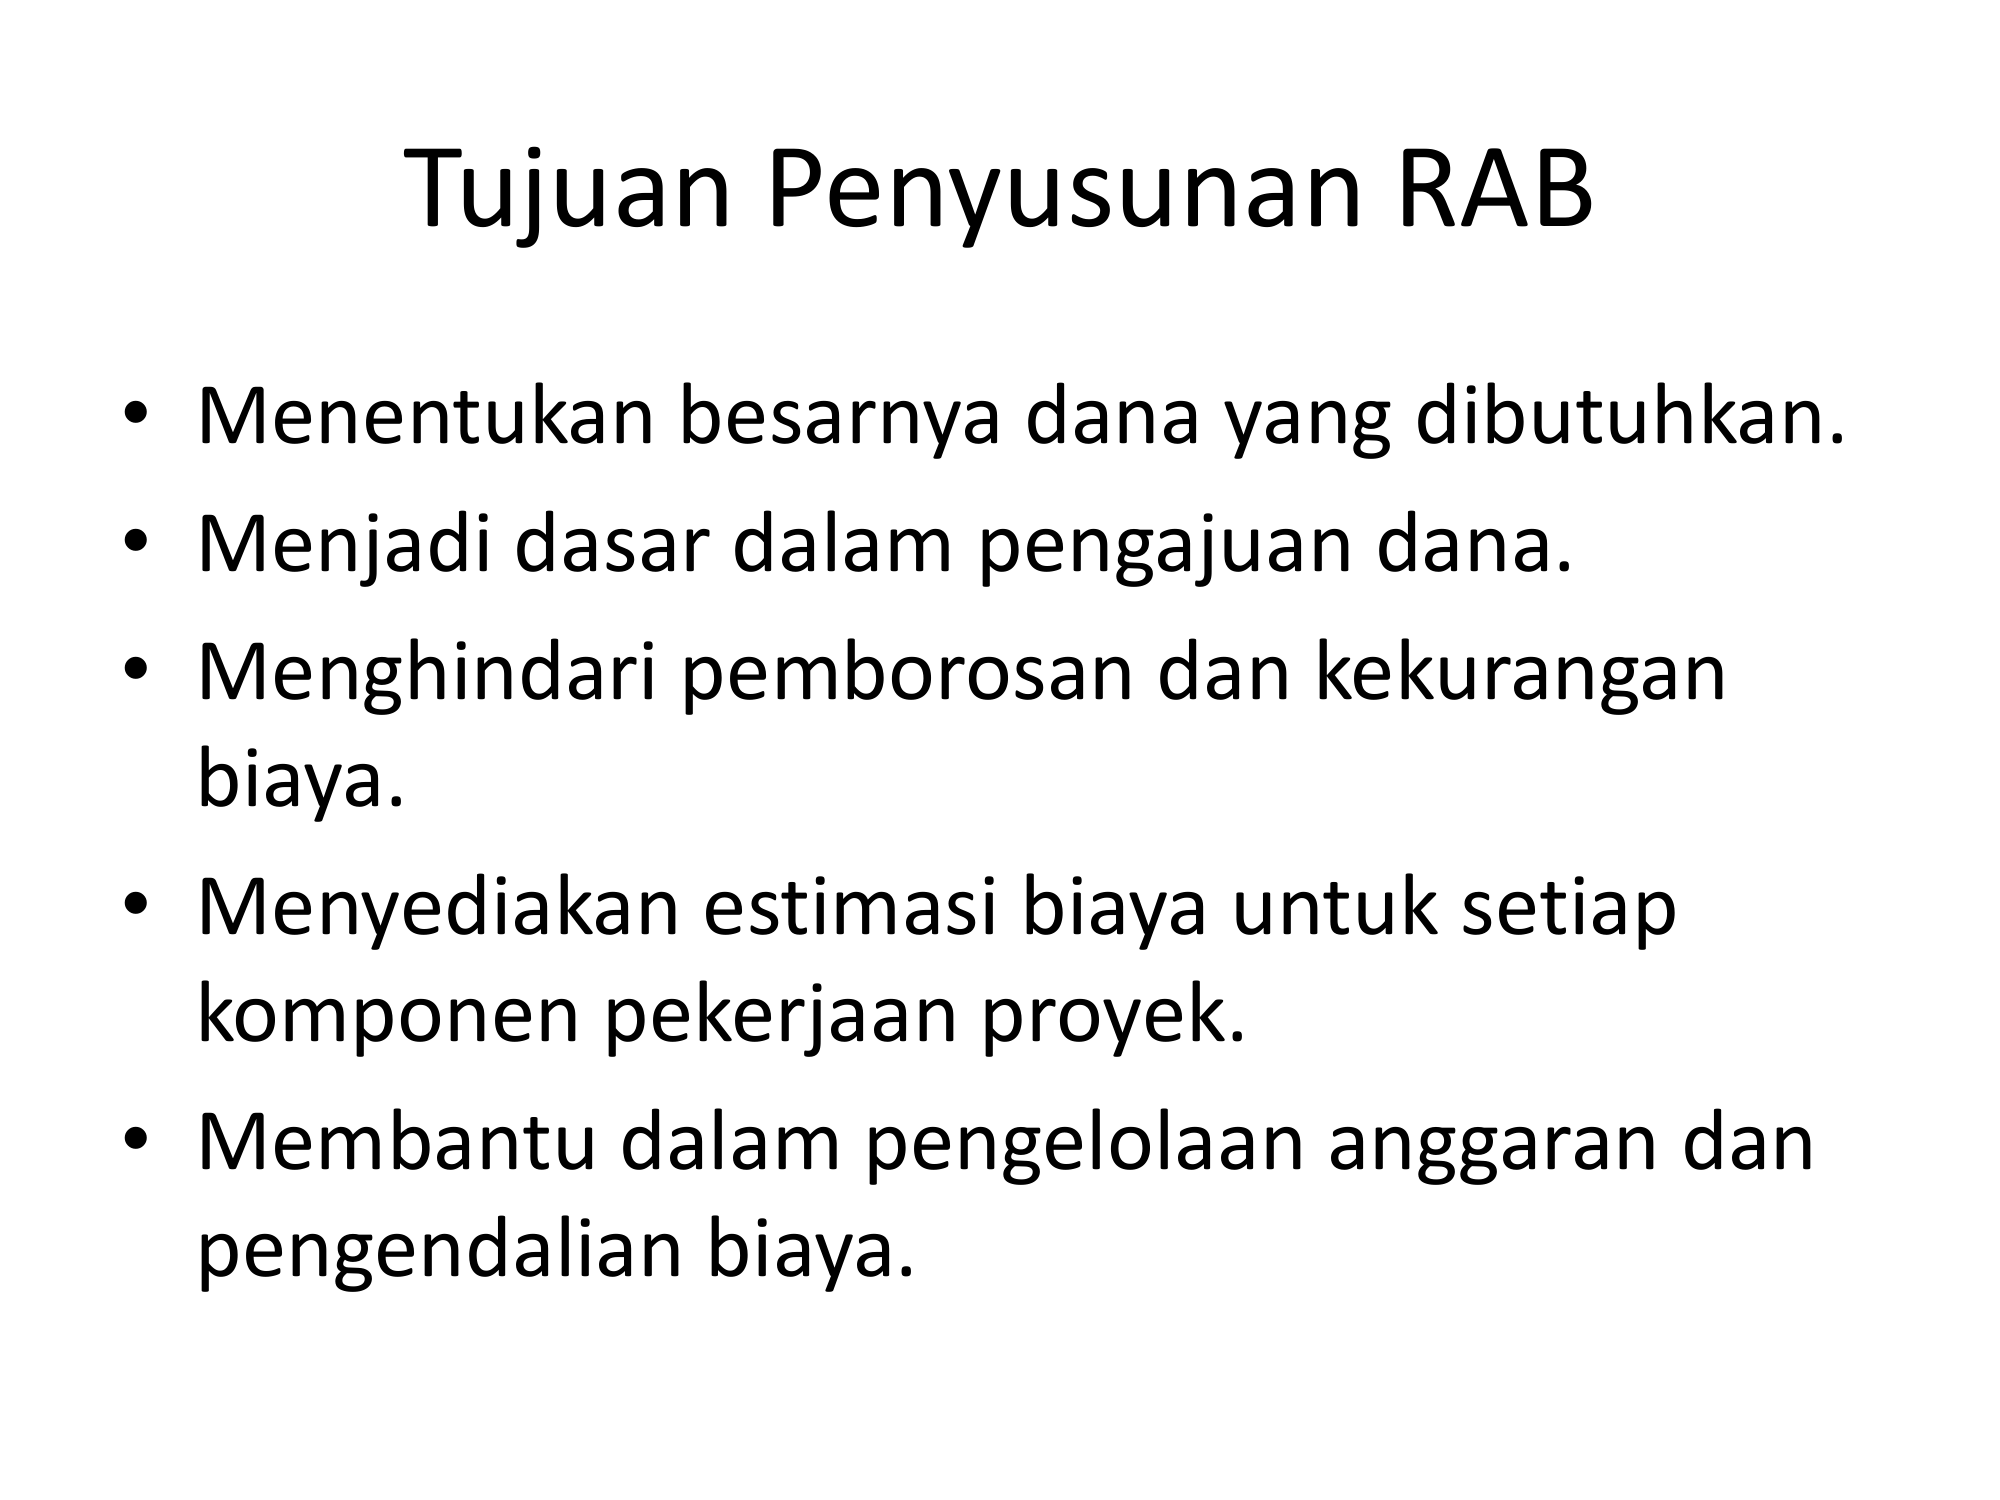 Tujuan Penyusunan RAB
• Menentukan besarnya dana yang dibutuhkan.
• Menjadi dasar dalam pengajuan dana.
• Menghindari pemborosan dan kekurangan
biaya.
• Menyediakan estimasi biaya untuk setiap
komponen pekerjaan proyek.
• Membantu dalam pengelolaan anggaran dan
pengendalian biaya.